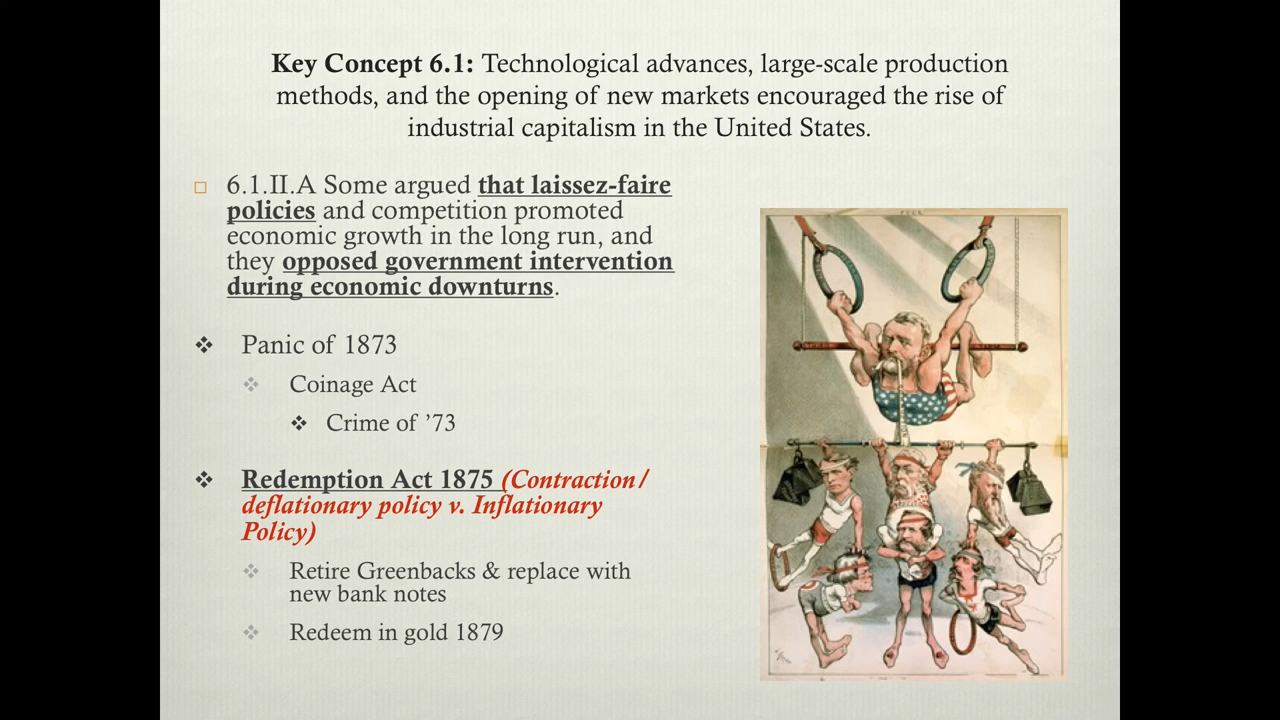 Key Concept 6.1: Technological advances, large-scale production
methods, and the opening of new markets encouraged the rise of
industrial capitalism in the United States.
6.1.II.A Some argued that laissez-faire
policies and competition promoted
economic growth in the long run, and
they opposed government intervention
during economic downturns.
Panic of 1873
Coinage Act
Crime of ’73
Redemption Act 1875 (Contraction/
deflationary policy v. Inflationary
Policy)
Retire Greenbacks & replace with
new bank notes
Redeem in gold 1879
PUCK